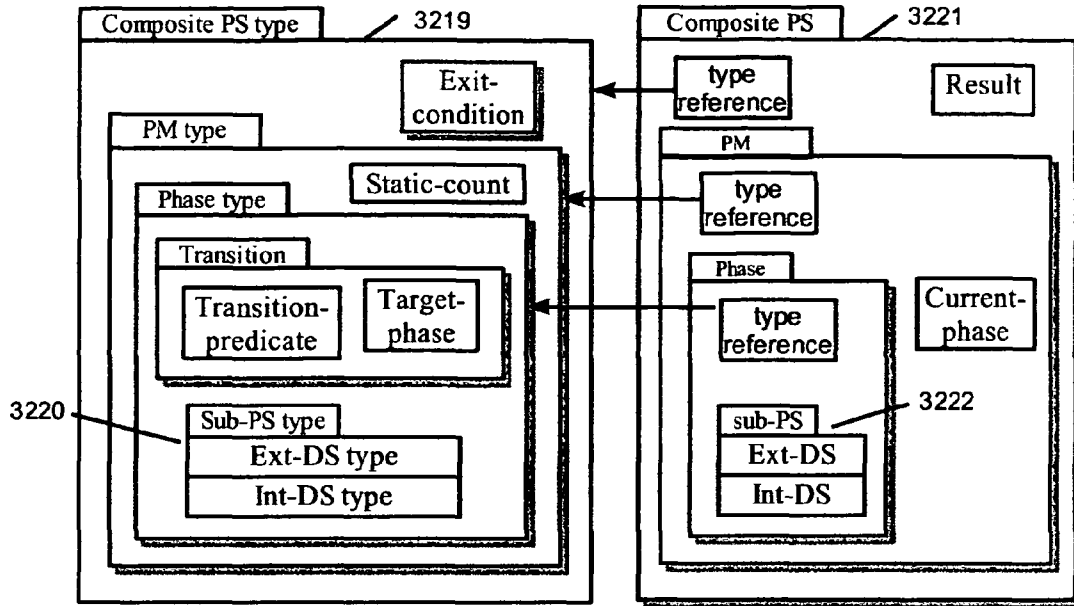 Composite PS type
3219
Exit-
condition
PM type
Static-count
Phase type
Transition
Transition-
predicate
Target-
phase
3220
Sub-PS type
Ext-DS type
Int-DS type
Composite PS
3221
type
reference
Result
PM
type
reference
Phase
type
reference
Current-
phase
sub-PS
3222
Ext-DS
Int-DS